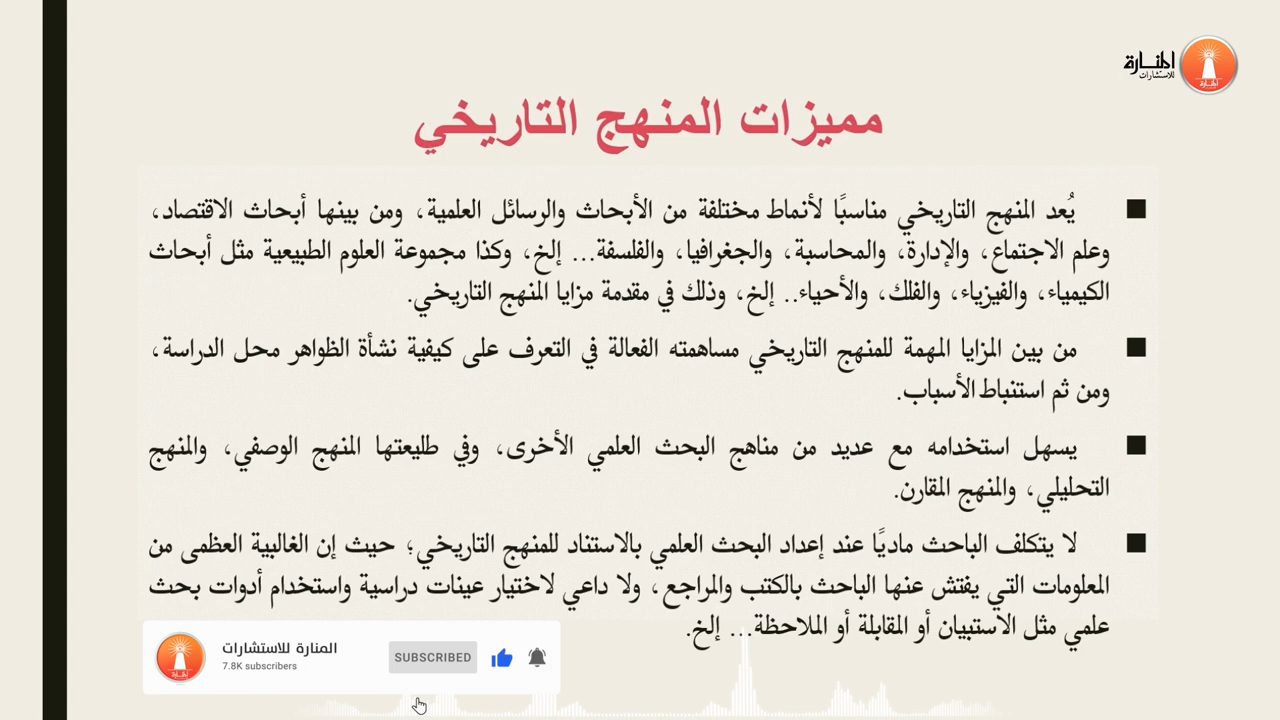 المنارة
للاستشارات
المنارة
مميزات المنهج التاريخي
■ يُعد المنهج التاريخي مناسبًا لأنماط مختلفة من الأبحاث والرسائل العلمية، ومن بينها أبحاث الاقتصاد،
وعلم الاجتماع، والإدارة، والمحاسبة، والجغرافيا، والفلسفة... إلخ، وكذا مجموعة العلوم الطبيعية مثل أبحاث
الكيمياء، والفيزياء، والفلك، والأحياء.. إلخ، وذلك في مقدمة مزايا المنهج التاريخي.
■ من بين المزايا المهمة للمنهج التاريخي مساهمته الفعالة في التعرف على كيفية نشأة الظواهر محل الدراسة،
ومن ثم استنباط الأسباب.
■ يسهل استخدامه مع عديد من مناهج البحث العلمي الأخرى، وفي طليعتها المنهج الوصفي، والمنهج
التحليلي، والمنهج المقارن.
■ لا يتكلف الباحث ماديًا عند إعداد البحث العلمي بالاستناد للمنهج التاريخي؛ حيث إن الغالبية العظمى من
المعلومات التي يفتش عنها الباحث بالكتب والمراجع، ولا داعي لاختيار عينات دراسية واستخدام أدوات بحث
علمي مثل الاستبيان أو المقابلة أو الملاحظة... إلخ.
المنارة للاستشارات
7.8K subscribers
SUBSCRIBED
المنارة